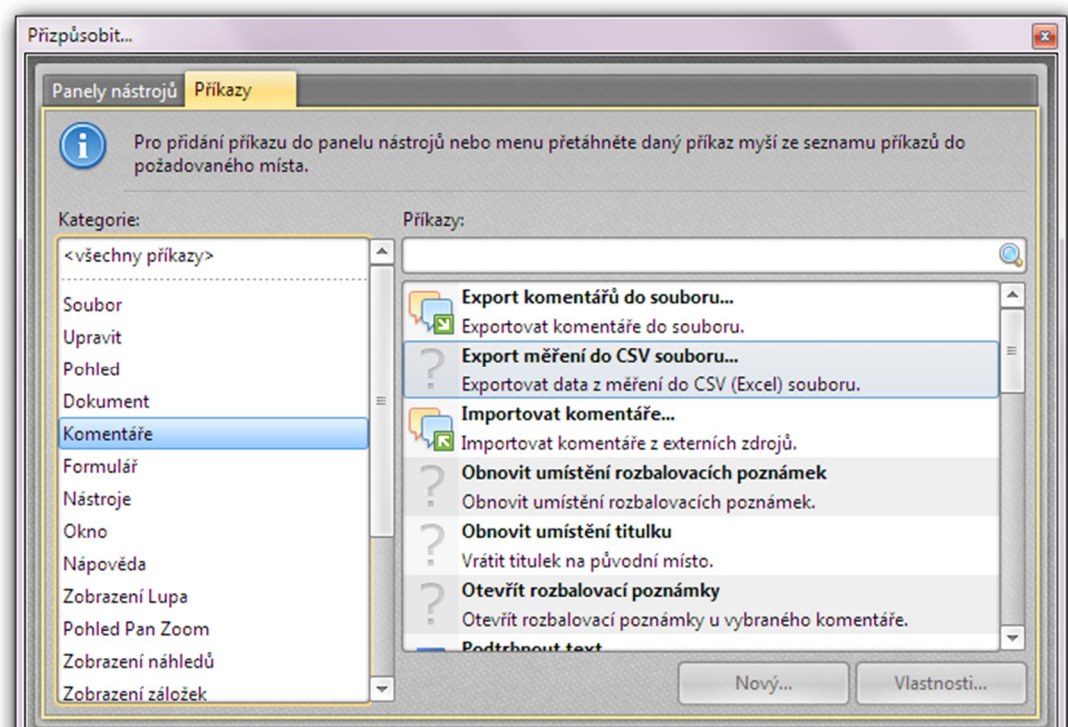 Přizpůsobit...
Panely nástrojů
Příkazy
Pro přidání příkazu do panelu nástrojů nebo menu přetáhněte daný příkaz myší ze seznamu příkazů do
požadovaného místa.
Kategorie:
<všechny příkazy>
Soubor
Upravit
Pohled
Dokument
Komentáře
Formulář
Nástroje
Okno
Nápověda
Zobrazení Lupa
Pohled Pan Zoom
Zobrazení náhledů
Zobrazení záložek
Příkazy:
Export komentářů do souboru...
Exportovat komentáře do souboru.
Export měření do CSV souboru...
Exportovat data z měření do CSV (Excel) souboru.
Importovat komentáře...
Importovat komentáře z externích zdrojů.
Obnovit umístění rozbalovacích poznámek
Obnovit umístění rozbalovacích poznámek.
Obnovit umístění titulku
Vrátit titulek na původní místo.
Otevřít rozbalovací poznámky
Otevřít rozbalovací poznámky u vybraného komentáře.
Podtrhnout text
Nový...
Vlastnosti...